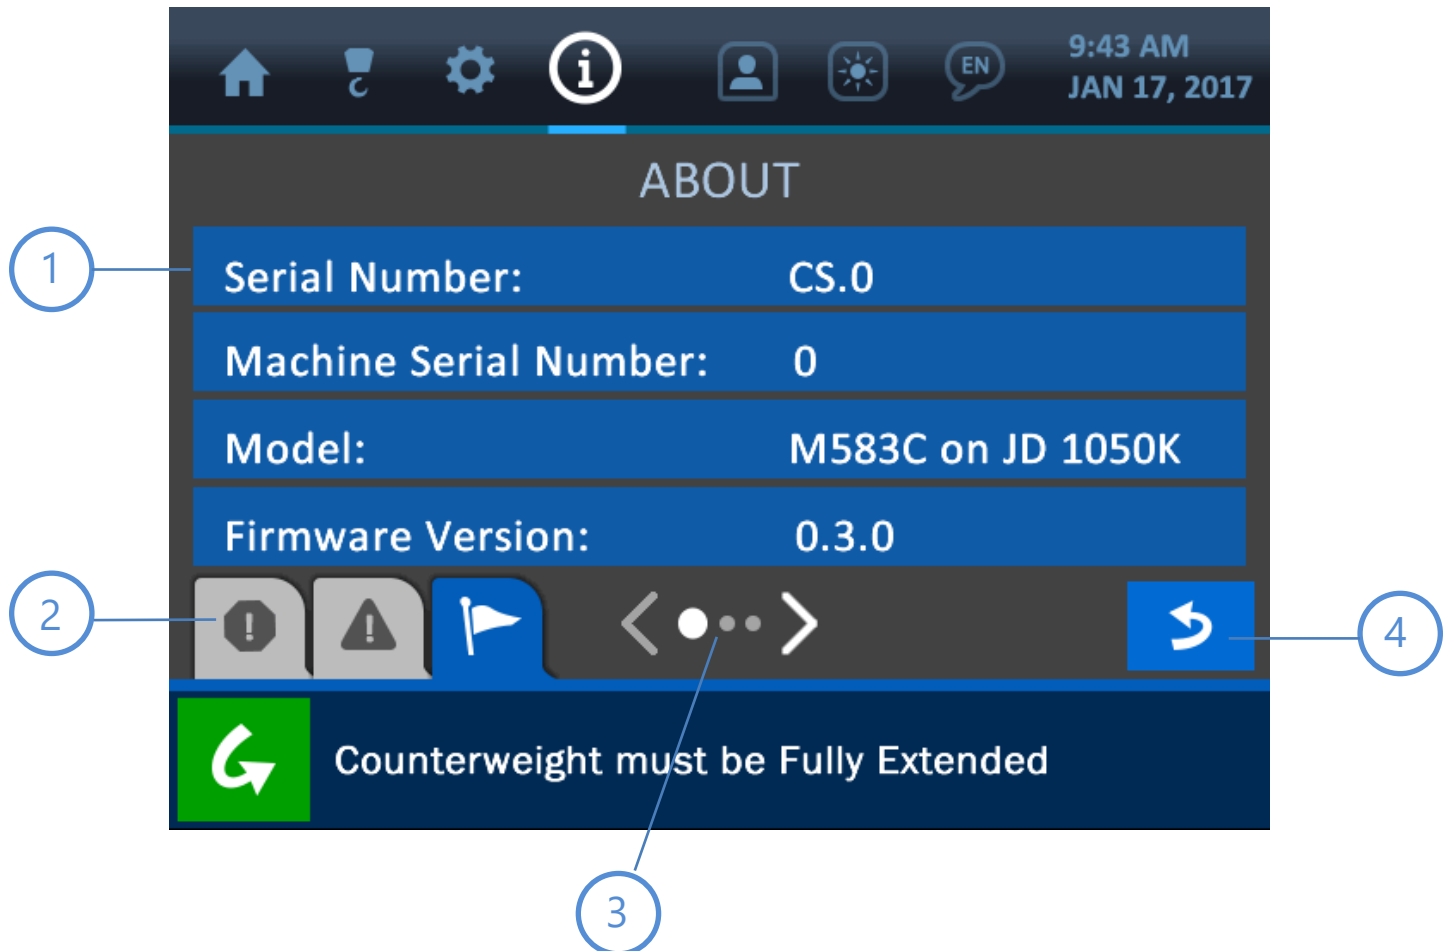 EN
9:43 AM
JAN 17, 2017
ABOUT
1
Serial Number: CS.0
Machine Serial Number: 0
Model: M583C on JD 1050K
Firmware Version: 0.3.0
2
4
Counterweight must be Fully Extended
3